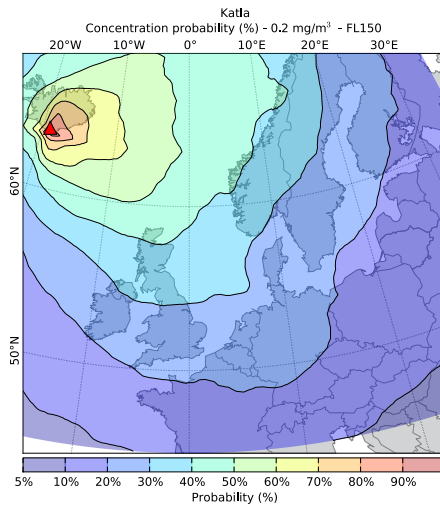 Katla
Concentration probability (%) - 0.2 mg/m³ - FL150
20°W 10°W 0° 10°E 20°E 30°E
60°N
50°N
5% 10% 20% 30% 40% 50% 60% 70% 80% 90%
Probability (%)